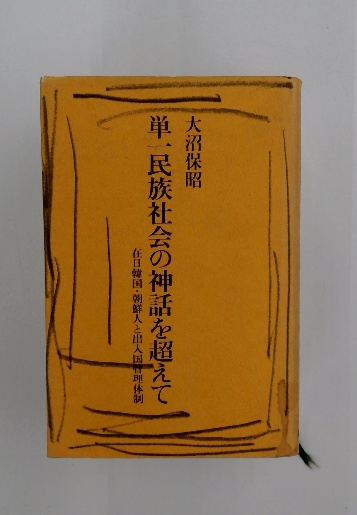 大沼保昭
単一民族社会の神話を超えて
在日韓国・朝鮮人と出入国管理体制